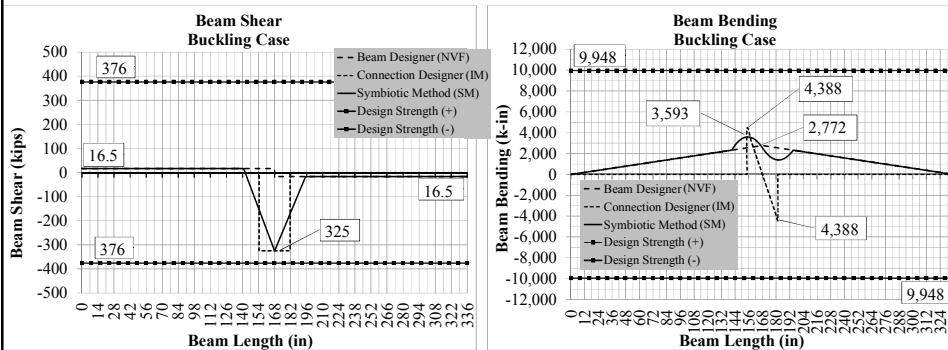 Beam Shear
Buckling Case
500
400
300
200
100
0
-100
-200
-300
-400
-500
Beam Shear (kips)
376
16.5
376
325
16.5
Beam Designer (NVF)
Connection Designer (IM)
Symbiotic Method (SM)
Design Strength (+)
Design Strength (-)
0 14 28 42 56 70 84 98 112 126 140 154 168 182 196 210 224 238 252 266 280 294 308 322 336
Beam Length (in)
Beam Bending
Buckling Case
12,000
10,000
8,000
6,000
4,000
2,000
0
-2,000
-4,000
-6,000
-8,000
-10,000
-12,000
Beam Bending (k-in)
9,948
4,388
3,593
2,772
4,388
9,948
Beam Designer (NVF)
Connection Designer (IM)
Symbiotic Method (SM)
Design Strength (+)
Design Strength (-)
0 12 24 36 48 60 72 84 96 108 120 132 144 156 168 180 192 204 216 228 240 252 264 276 288 300 312 324
Beam Length (in)